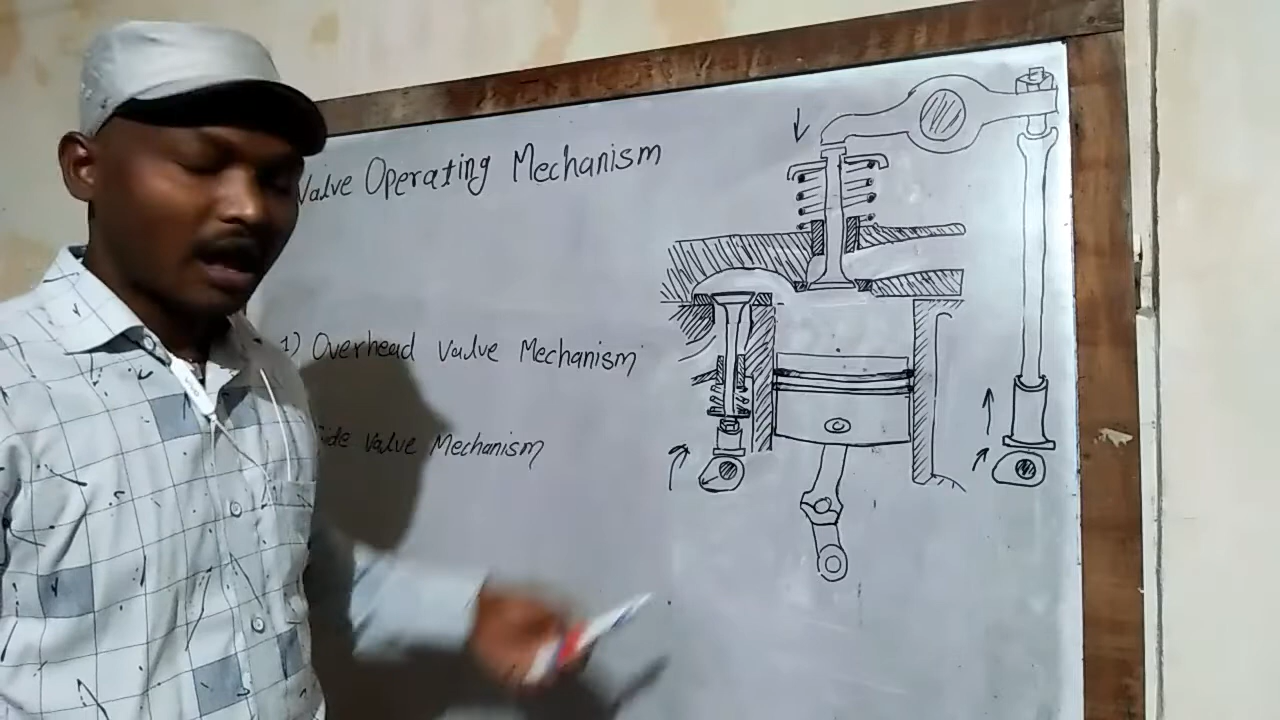 Valve Operating Mechanism
1) Overhead Valve Mechanism
Side Valve Mechanism